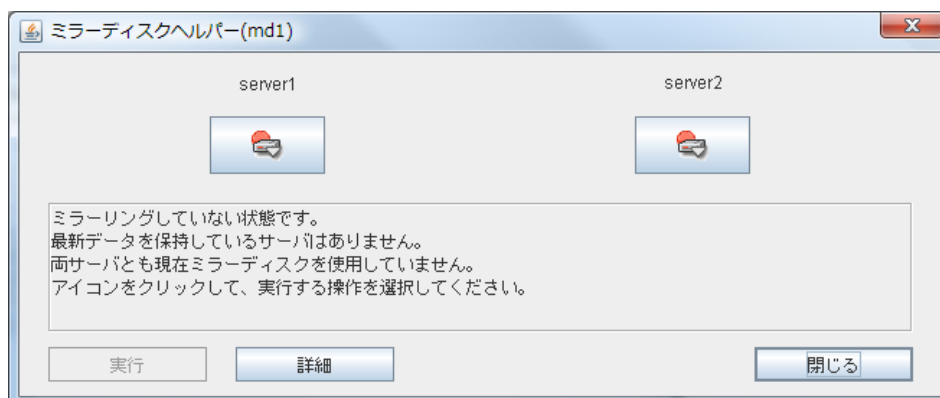 ミラーディスクヘルパー(md1)
server1
server2
ミラーリングしていない状態です。
最新データを保持しているサーバはありません。
両サーバとも現在ミラーディスクを使用していません。
アイコンをクリックして、実行する操作を選択してください。
実行
詳細
閉じる